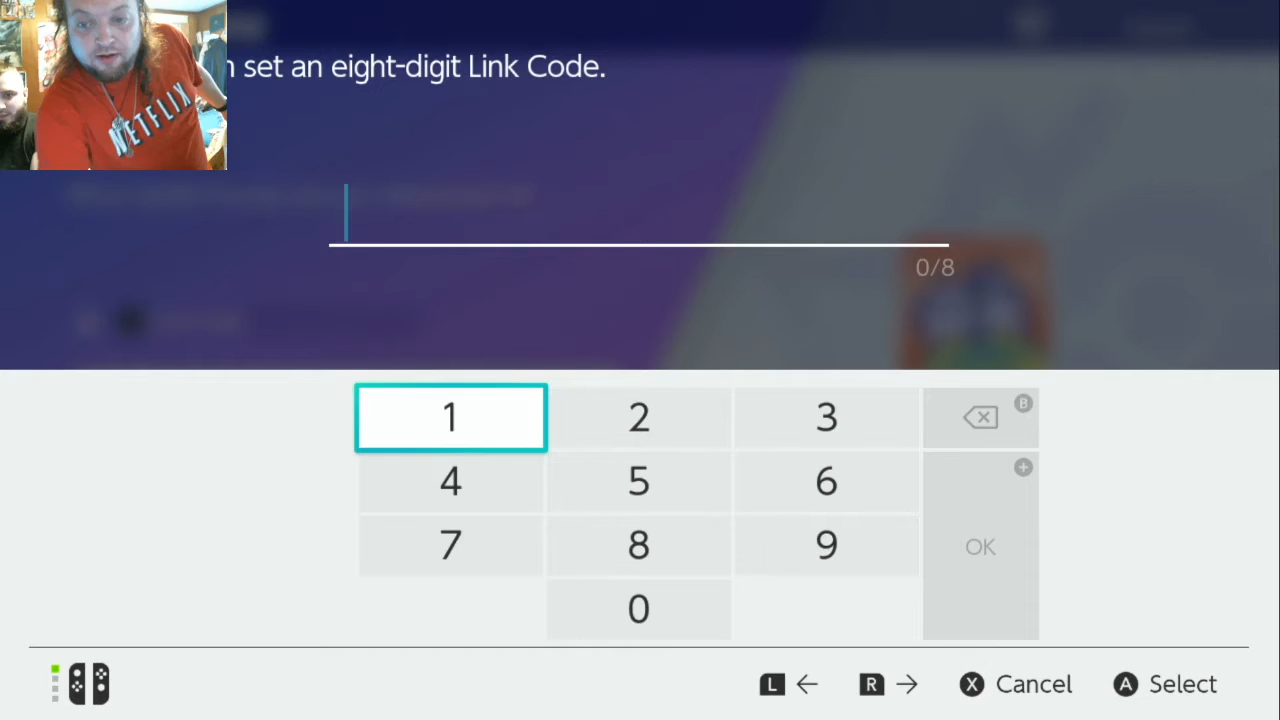 n set an eight-digit Link Code.
NETFLIX
0/8
1 2 3 B
4 5 6 +
7 8 9 OK
0
L ← R → X Cancel A Select